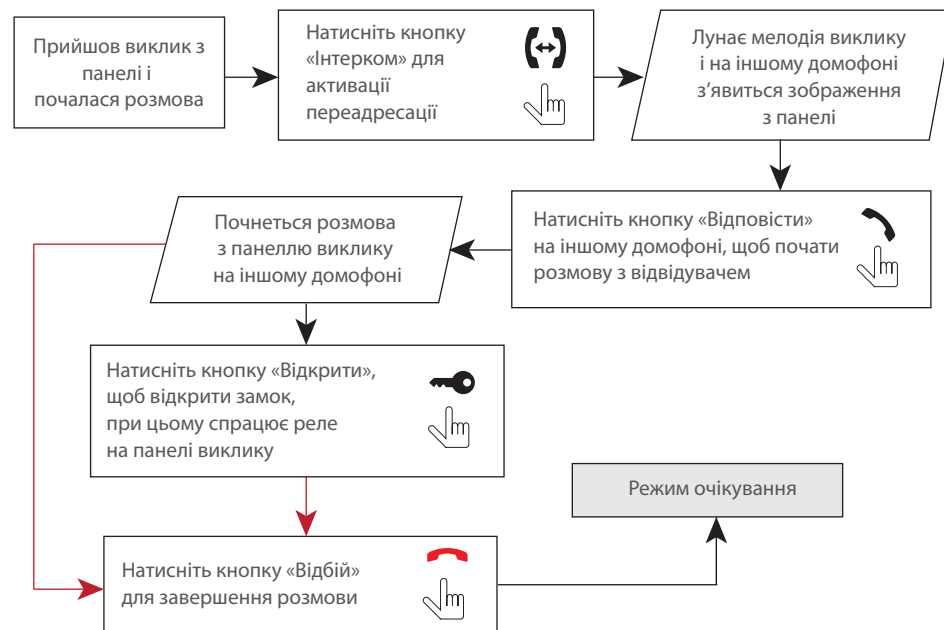 Прийшов виклик з
панелі і
почалася розмова
Натисніть кнопку
«Інтерком» для
активації
переадресації
Лунає мелодія виклику
і на іншому домофоні
з’явиться зображення
з панелі
Натисніть кнопку «Відповісти»
на іншому домофоні, щоб почати
розмову з відвідувачем
Почнеться розмова
з панеллю виклику
на іншому домофоні
Натисніть кнопку «Відкрити»,
щоб відкрити замок,
при цьому спрацює реле
на панелі виклику
Режим очікування
Натисніть кнопку «Відбій»
для завершення розмови